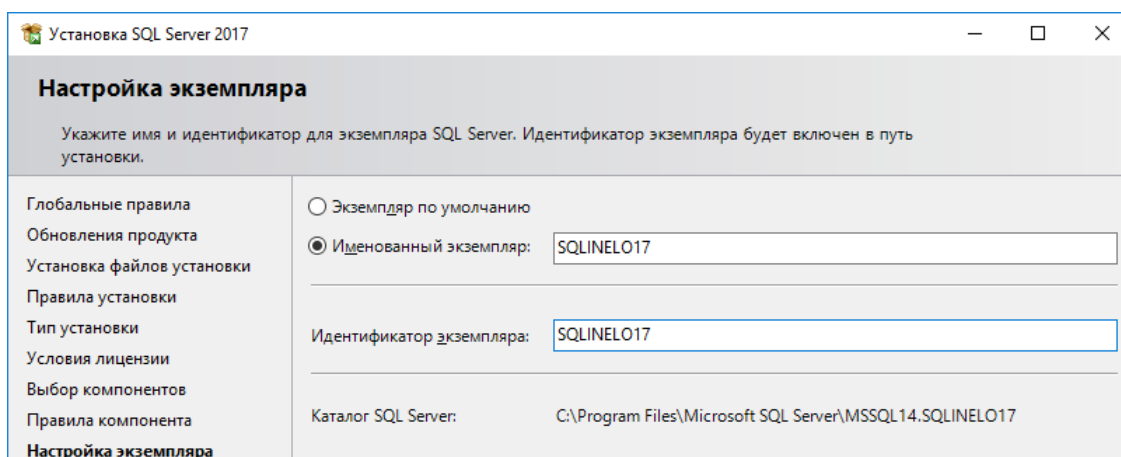 Установка SQL Server 2017
Настройка экземпляра
Укажите имя и идентификатор для экземпляра SQL Server. Идентификатор экземпляра будет включен в путь
установки.
Глобальные правила
Обновления продукта
Установка файлов установки
Правила установки
Тип установки
Условия лицензии
Выбор компонентов
Правила компонента
Настройка экземпляра
Экземпляр по умолчанию
Именованный экземпляр: SQLINELO17
Идентификатор экземпляра: SQLINELO17
Каталог SQL Server: C:\Program Files\Microsoft SQL Server\MSSQL14.SQLINELO17